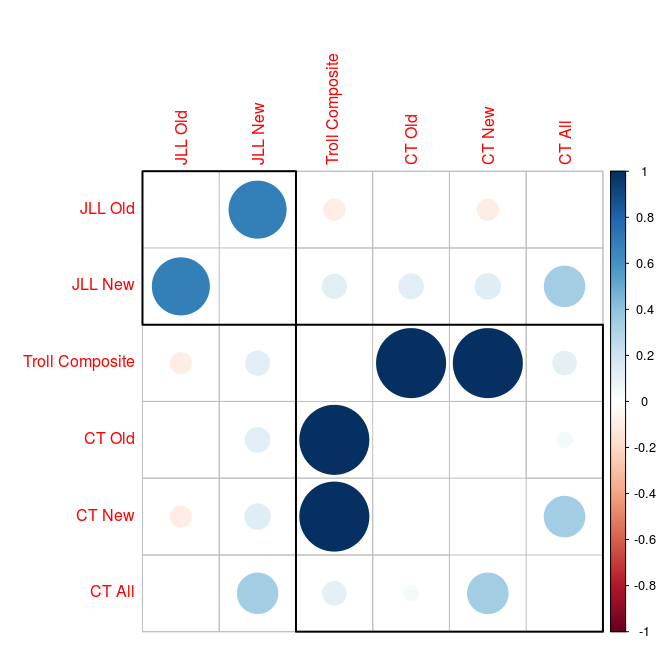 JLL Old
JLL New
Troll Composite
CT Old
CT New
CT All
JLL Old
JLL New
Troll Composite
CT Old
CT New
CT All
1
0.8
0.6
0.4
0.2
0
-0.2
-0.4
-0.6
-0.8
-1